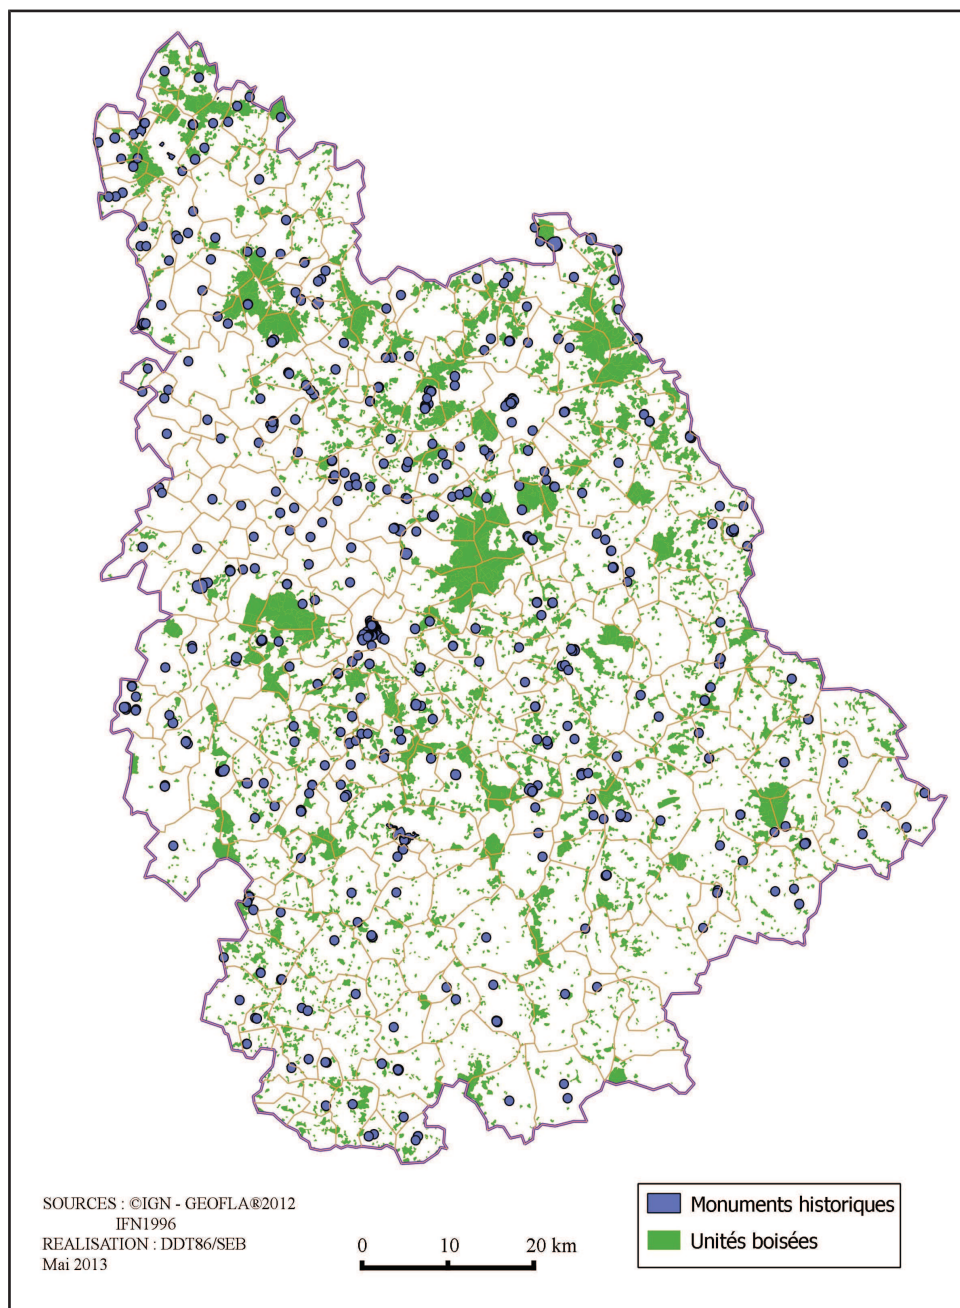 SOURCES : ©IGN - GEOFLA®2012
IFN1996
REALISATION : DDT86/SEB
Mai 2013
0 10 20 km
Monuments historiques
Unités boisées